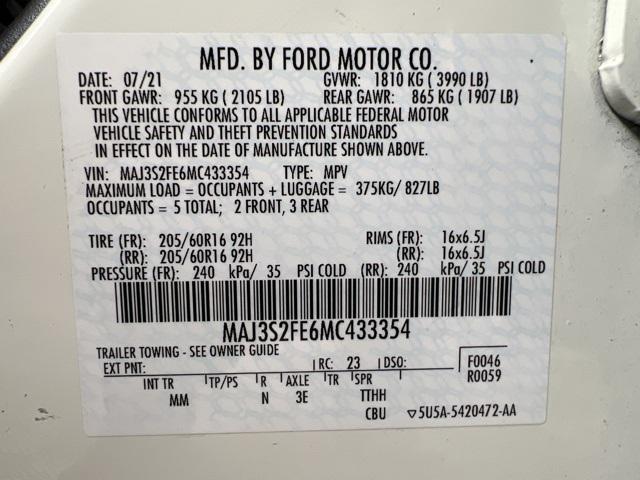 MFD. BY FORD MOTOR CO.
DATE: 07/21 GVWR: 1810 KG ( 3990 LB)
FRONT GAWR: 955 KG ( 2105 LB) REAR GAWR: 865 KG ( 1907 LB)
THIS VEHICLE CONFORMS TO ALL APPLICABLE FEDERAL MOTOR
VEHICLE SAFETY AND THEFT PREVENTION STANDARDS
IN EFFECT ON THE DATE OF MANUFACTURE SHOWN ABOVE.
VIN: MAJ3S2FE6MC433354 TYPE: MPV
MAXIMUM LOAD = OCCUPANTS + LUGGAGE = 375KG/ 827LB
OCCUPANTS = 5 TOTAL; 2 FRONT, 3 REAR
TIRE (FR): 205/60R16 92H RIMS (FR): 16x6.5J
(RR): 205/60R16 92H (RR): 16x6.5J
PRESSURE (FR): 240 kPa/ 35 PSI COLD (RR): 240 kPa/ 35 PSI COLD
MAJ3S2FE6MC433354
TRAILER TOWING - SEE OWNER GUIDE
EXT PNT: RC: 23 DSO: F0046
R0059
INT TR TP/PS R AXLE TR SPR
MM N 3E TTHH
CBU ▽5U5A-5420472-AA